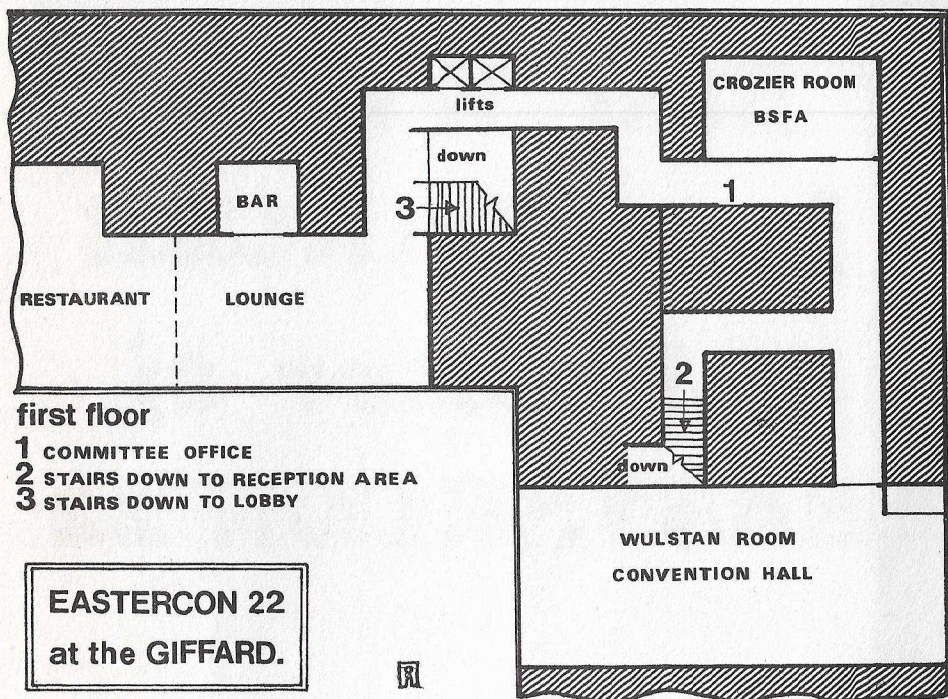 CROZIER ROOM
BSFA
lifts
down
1
3
BAR
RESTAURANT
LOUNGE
2
down
first floor
1 COMMITTEE OFFICE
2 STAIRS DOWN TO RECEPTION AREA
3 STAIRS DOWN TO LOBBY
WULSTAN ROOM
CONVENTION HALL
EASTERCON 22
at the GIFFARD.